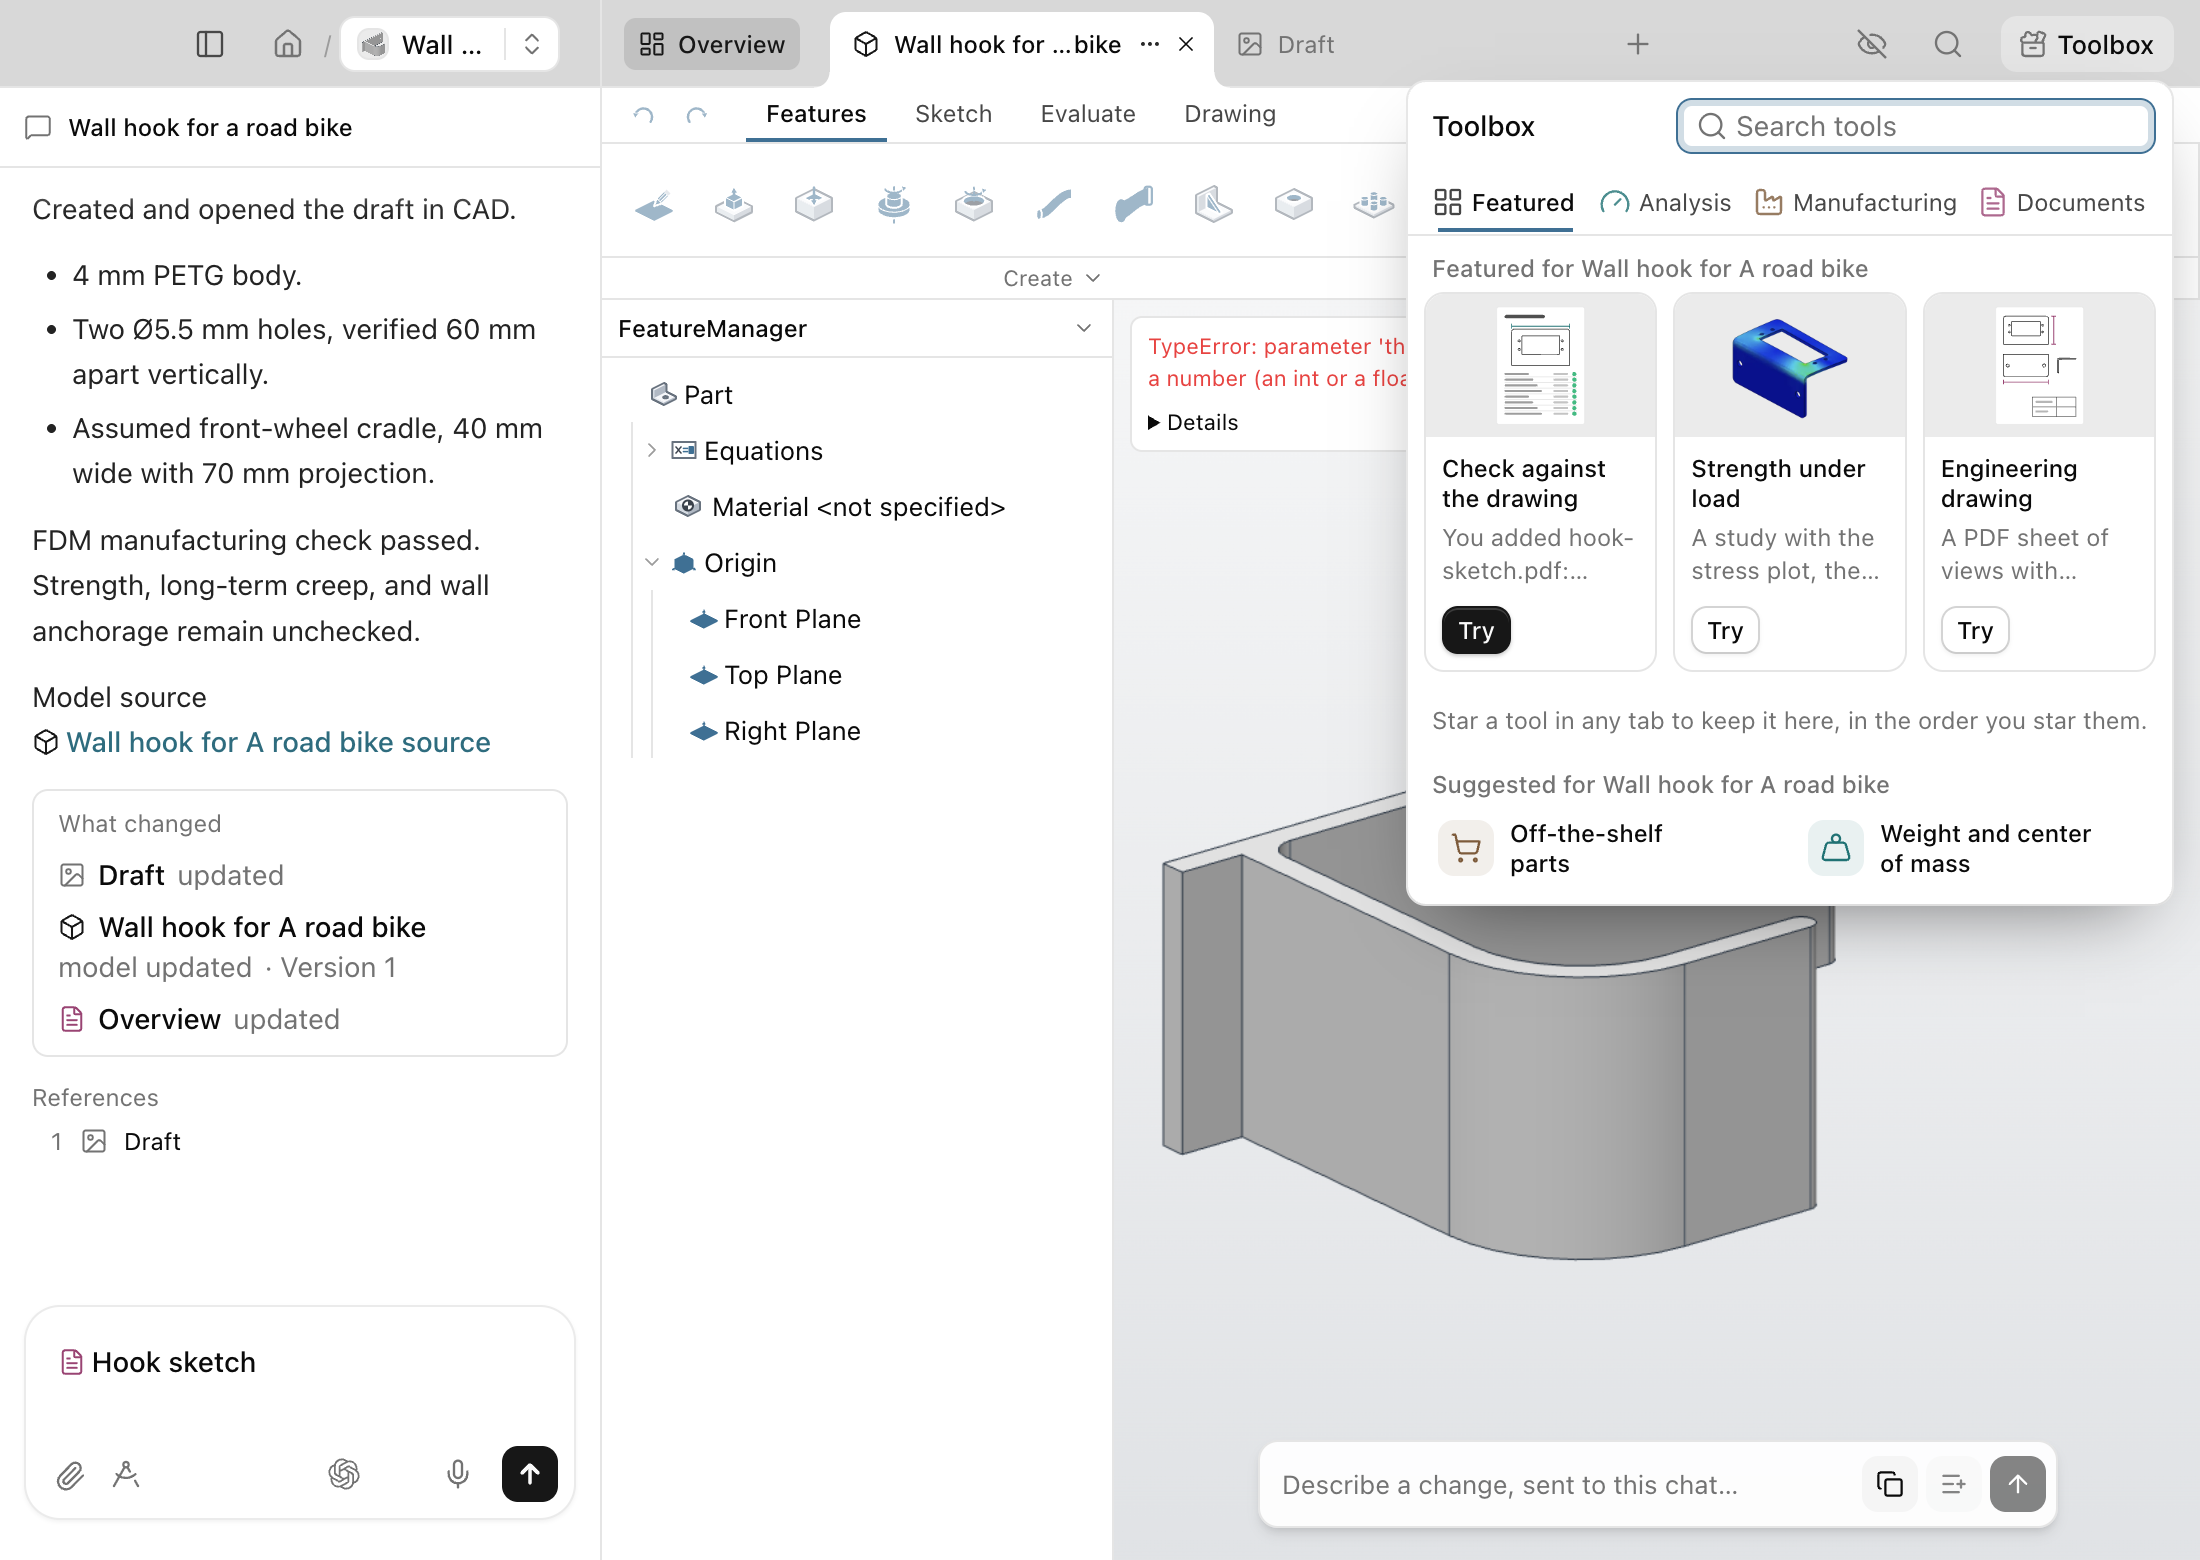 Wall ...
Overview
Wall hook for ...bike
Draft
Toolbox
Wall hook for a road bike
Created and opened the draft in CAD.
4 mm PETG body.
Two Ø5.5 mm holes, verified 60 mm
apart vertically.
Assumed front-wheel cradle, 40 mm
wide with 70 mm projection.
FDM manufacturing check passed.
Strength, long-term creep, and wall
anchorage remain unchecked.
Model source
Wall hook for A road bike source
What changed
Draft updated
Wall hook for A road bike
model updated · Version 1
Overview updated
References
1 Draft
Hook sketch
Features Sketch Evaluate Drawing
Create
FeatureManager
Part
Equations
Material <not specified>
Origin
Front Plane
Top Plane
Right Plane
TypeError: parameter 'th
a number (an int or a floa
Details
Toolbox
Search tools
Featured Analysis Manufacturing Documents
Featured for Wall hook for A road bike
Check against
the drawing
You added hook-
sketch.pdf:...
Try
Strength under
load
A study with the
stress plot, the...
Try
Engineering
drawing
A PDF sheet of
views with...
Try
Star a tool in any tab to keep it here, in the order you star them.
Suggested for Wall hook for A road bike
Off-the-shelf
parts
Weight and center
of mass
Describe a change, sent to this chat...